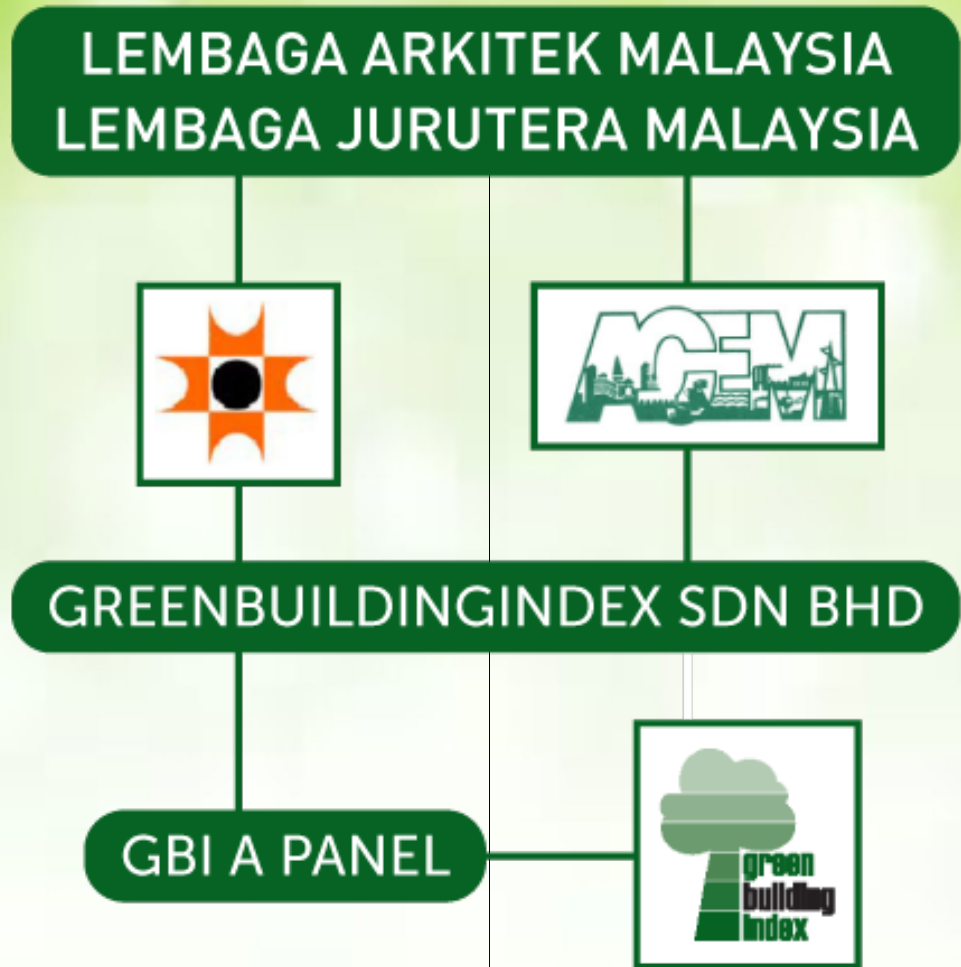 LEMBAGA ARKITEK MALAYSIA
LEMBAGA JURUTERA MALAYSIA
ACEM
GREENBUILDINGINDEX SDN BHD
GBI A PANEL
green
building
index